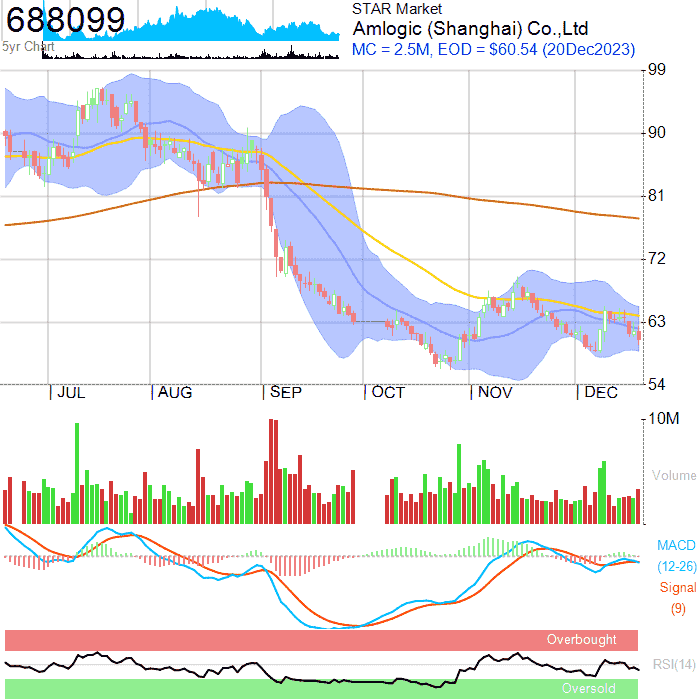 688099
5yr Chart
STAR Market
Amlogic (Shanghai) Co.,Ltd
MC = 2.5M, EOD = $60.54 (20Dec2023)
99
90
81
72
63
54
JUL AUG SEP OCT NOV DEC
10M
Volume
MACD
(12-26)
Signal
(9)
Overbought
RSI(14)
Oversold